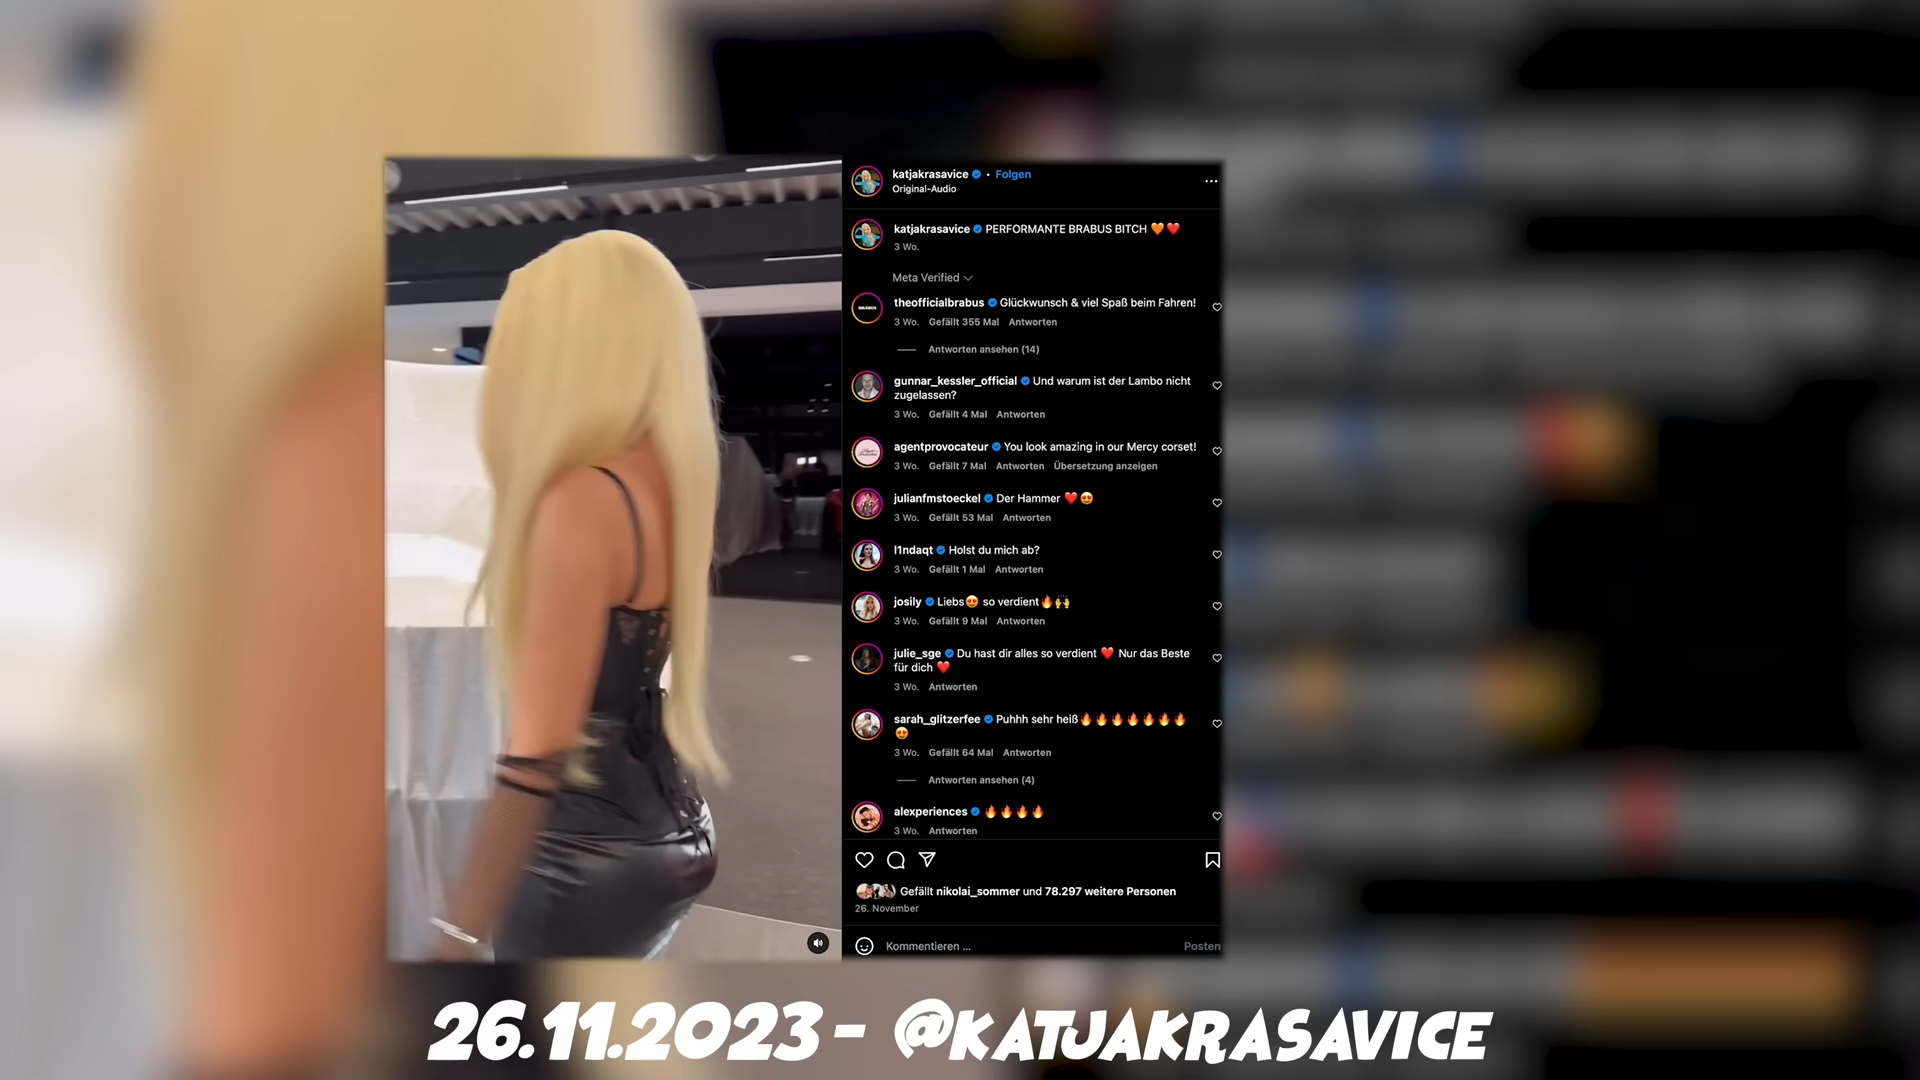 katjakrasavice • Folgen
Original-Audio
katjakrasavice PERFORMANTE BRABUS BITCH 🧡❤️
3 Wo.
Meta Verified
theofficialbrabus Glückwunsch & viel Spaß beim Fahren!
3 Wo. Gefällt 355 Mal Antworten
Antworten ansehen (14)
gunnar_kessler_official Und warum ist der Lambo nicht
zugelassen?
3 Wo. Gefällt 4 Mal Antworten
agentprovocateur You look amazing in our Mercy corset!
3 Wo. Gefällt 7 Mal Antworten Übersetzung anzeigen
julianfmstoeckel Der Hammer ❤️😍
3 Wo. Gefällt 53 Mal Antworten
l1ndaqt Holst du mich ab?
3 Wo. Gefällt 1 Mal Antworten
josily Liebs😍 so verdient🔥🙌
3 Wo. Gefällt 9 Mal Antworten
julie_sge Du hast dir alles so verdient ❤️ Nur das Beste
für dich ❤️
3 Wo. Antworten
sarah_glitzerfee Puhhh sehr heiß🔥🔥🔥🔥🔥🔥🔥
😍
3 Wo. Gefällt 64 Mal Antworten
Antworten ansehen (4)
alexperiences 🔥🔥🔥🔥
3 Wo. Antworten
Gefällt nikolai_sommer und 78.297 weitere Personen
26. November
Kommentieren ...
Posten
26.11.2023 - @KATJAKRASAVICE